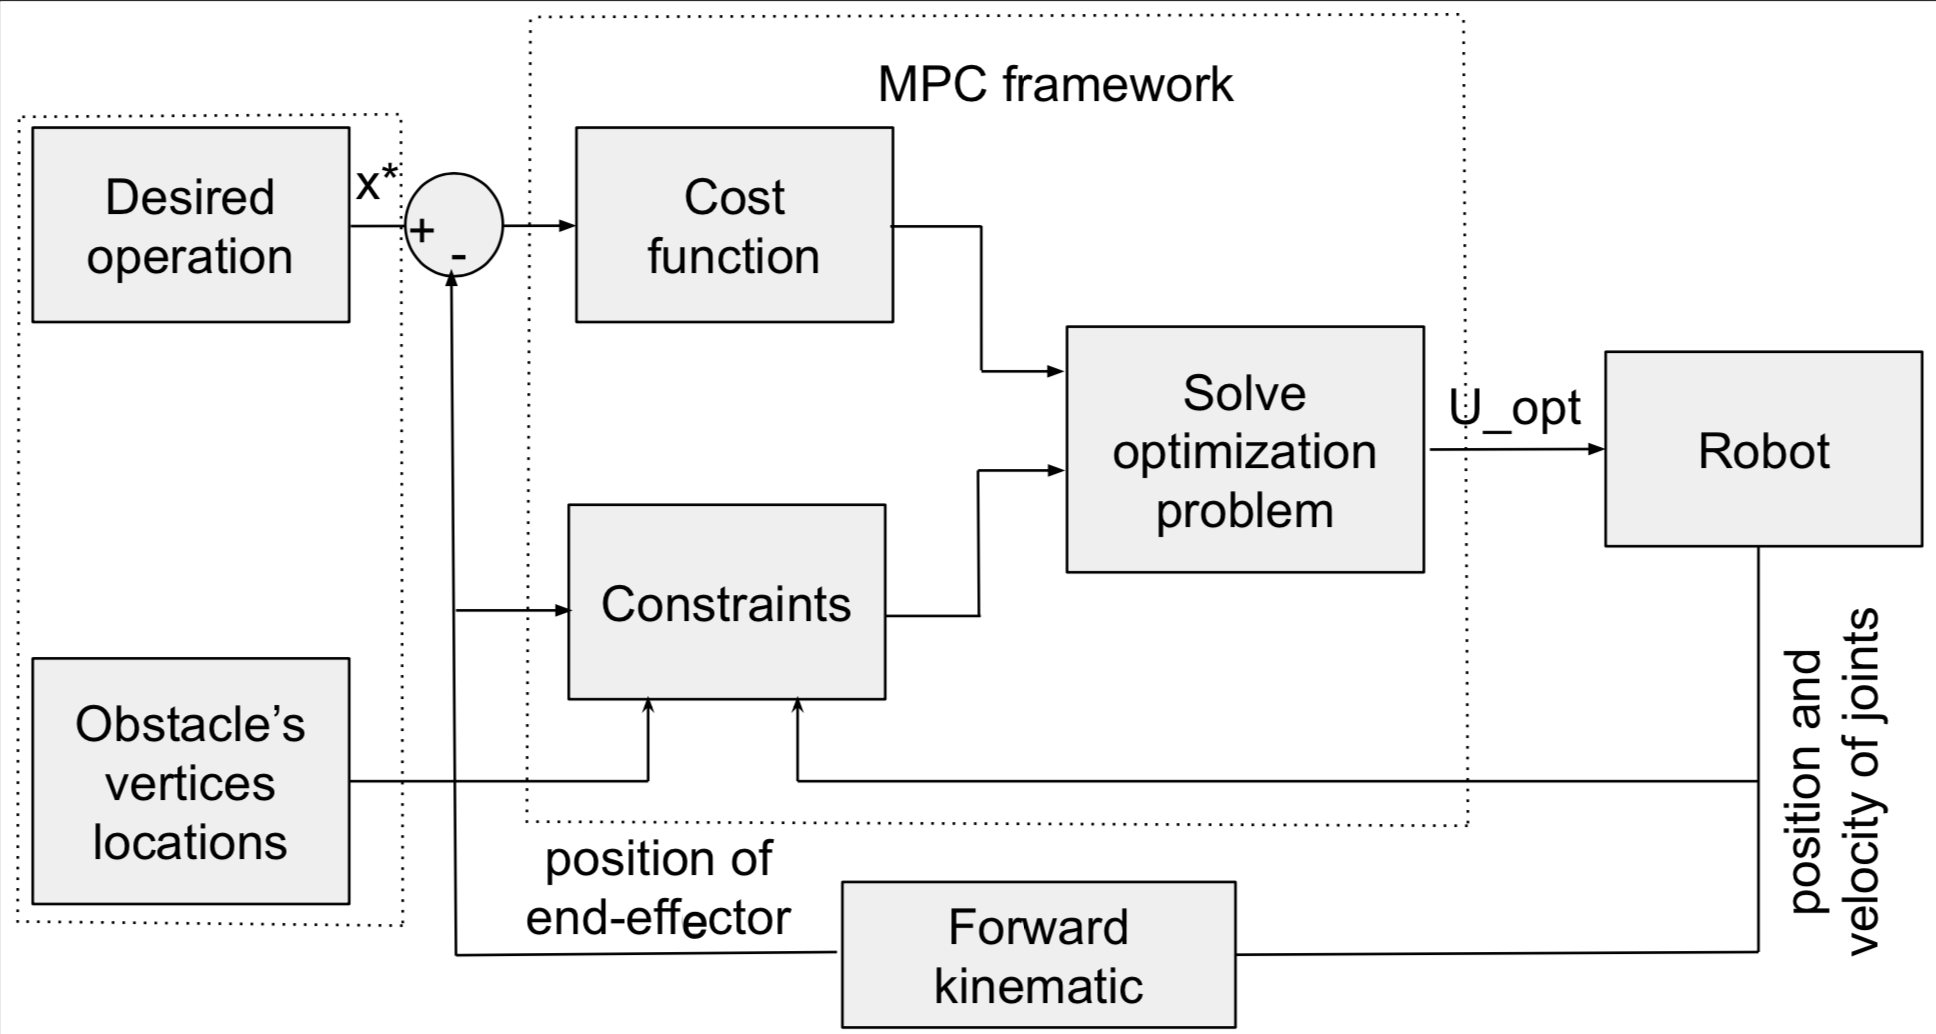 MPC framework
Desired
operation
x*
+
-
Cost
function
Solve
optimization
problem
U_opt
Robot
Constraints
Obstacle’s
vertices
locations
position and
velocity of joints
position of
end-effector
Forward
kinematic